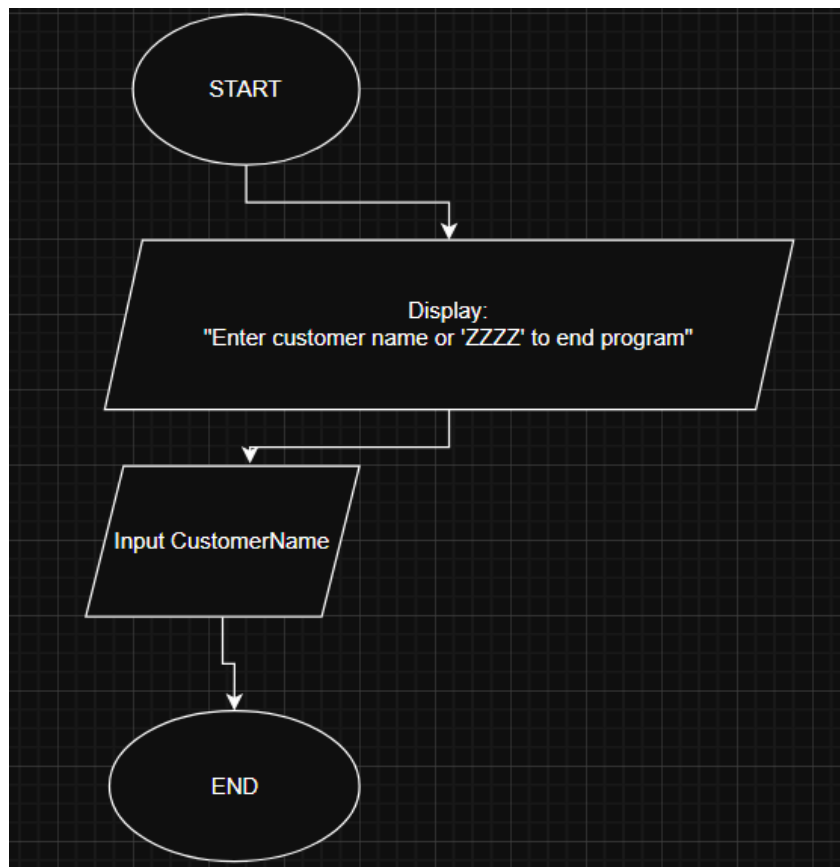 START
Display:
"Enter customer name or 'ZZZZ' to end program"
Input CustomerName
END